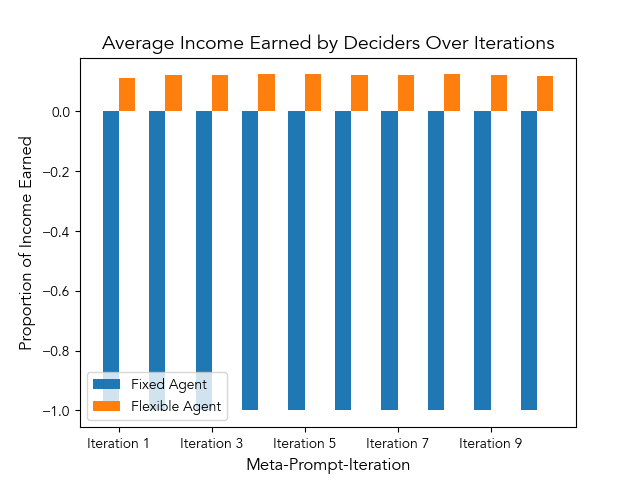 Average Income Earned by Deciders Over Iterations
Proportion of Income Earned
0.0
−0.2
−0.4
−0.6
−0.8
−1.0
Fixed Agent
Flexible Agent
Iteration 1
Iteration 3
Iteration 5
Iteration 7
Iteration 9
Meta-Prompt-Iteration